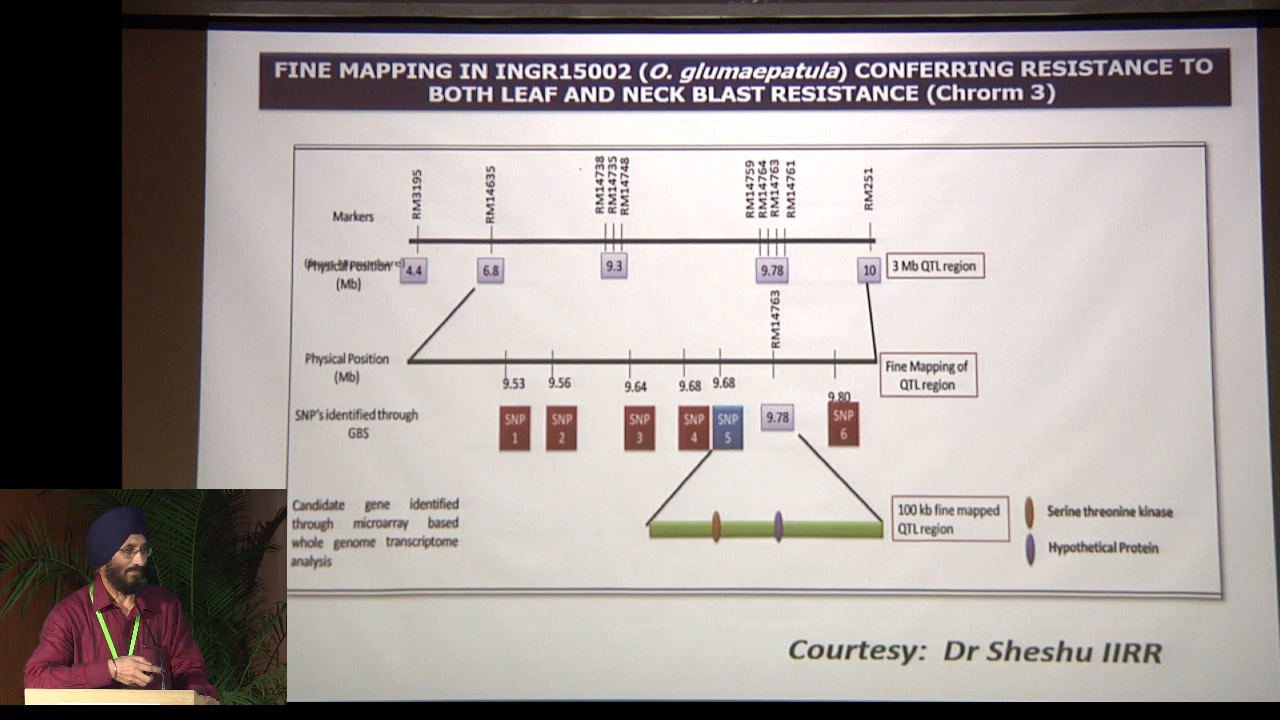 FINE MAPPING IN INGR15002 (O. glumaepatula) CONFERRING RESISTANCE TO
BOTH LEAF AND NECK BLAST RESISTANCE (Chrorm 3)
Markers
RM3195
RM14635
RM14738
RM14735
RM14748
RM14759
RM14764
RM14763
RM14761
RM251
Physical Position
(Mb)
4.4
6.8
9.3
9.78
10
3 Mb QTL region
RM14763
Physical Position
(Mb)
9.53
9.56
9.64
9.68
9.68
9.80
Fine Mapping of
QTL region
SNP's identified through
GBS
SNP
1
SNP
2
SNP
3
SNP
4
SNP
5
9.78
SNP
6
Candidate gene identified
through microarray based
whole genome transcriptome
analysis
100 kb fine mapped
QTL region
Serine threonine kinase
Hypothetical Protein
Courtesy: Dr Sheshu IIRR